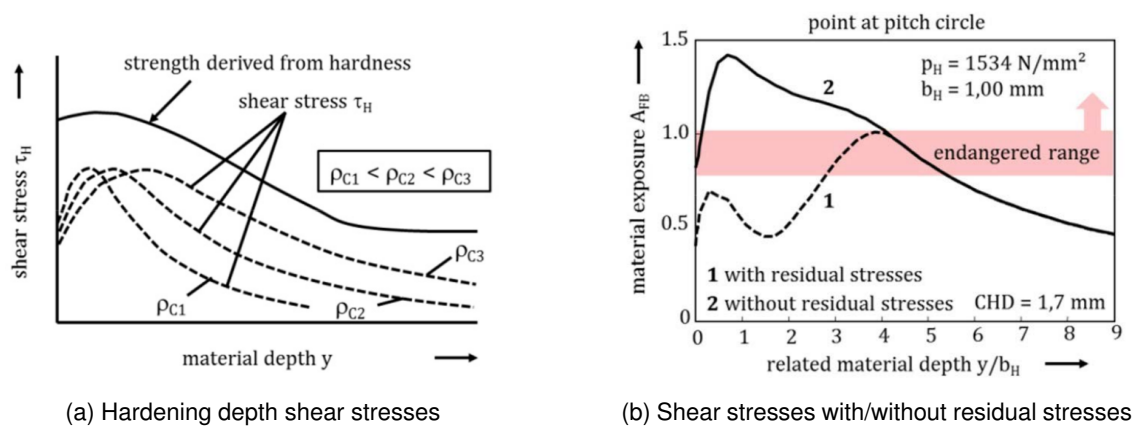 strength derived from hardness
shear stress τH
ρC1 < ρC2 < ρC3
shear stress τH
ρC3
ρC1
ρC2
material depth y
(a) Hardening depth shear stresses
point at pitch circle
1.5
pH = 1534 N/mm²
bH = 1,00 mm
2
material exposure AFB
1.0
endangered range
1
0.5
1 with residual stresses
2 without residual stresses CHD = 1,7 mm
0
0 1 2 3 4 5 6 7 8 9
related material depth y/bH
(b) Shear stresses with/without residual stresses